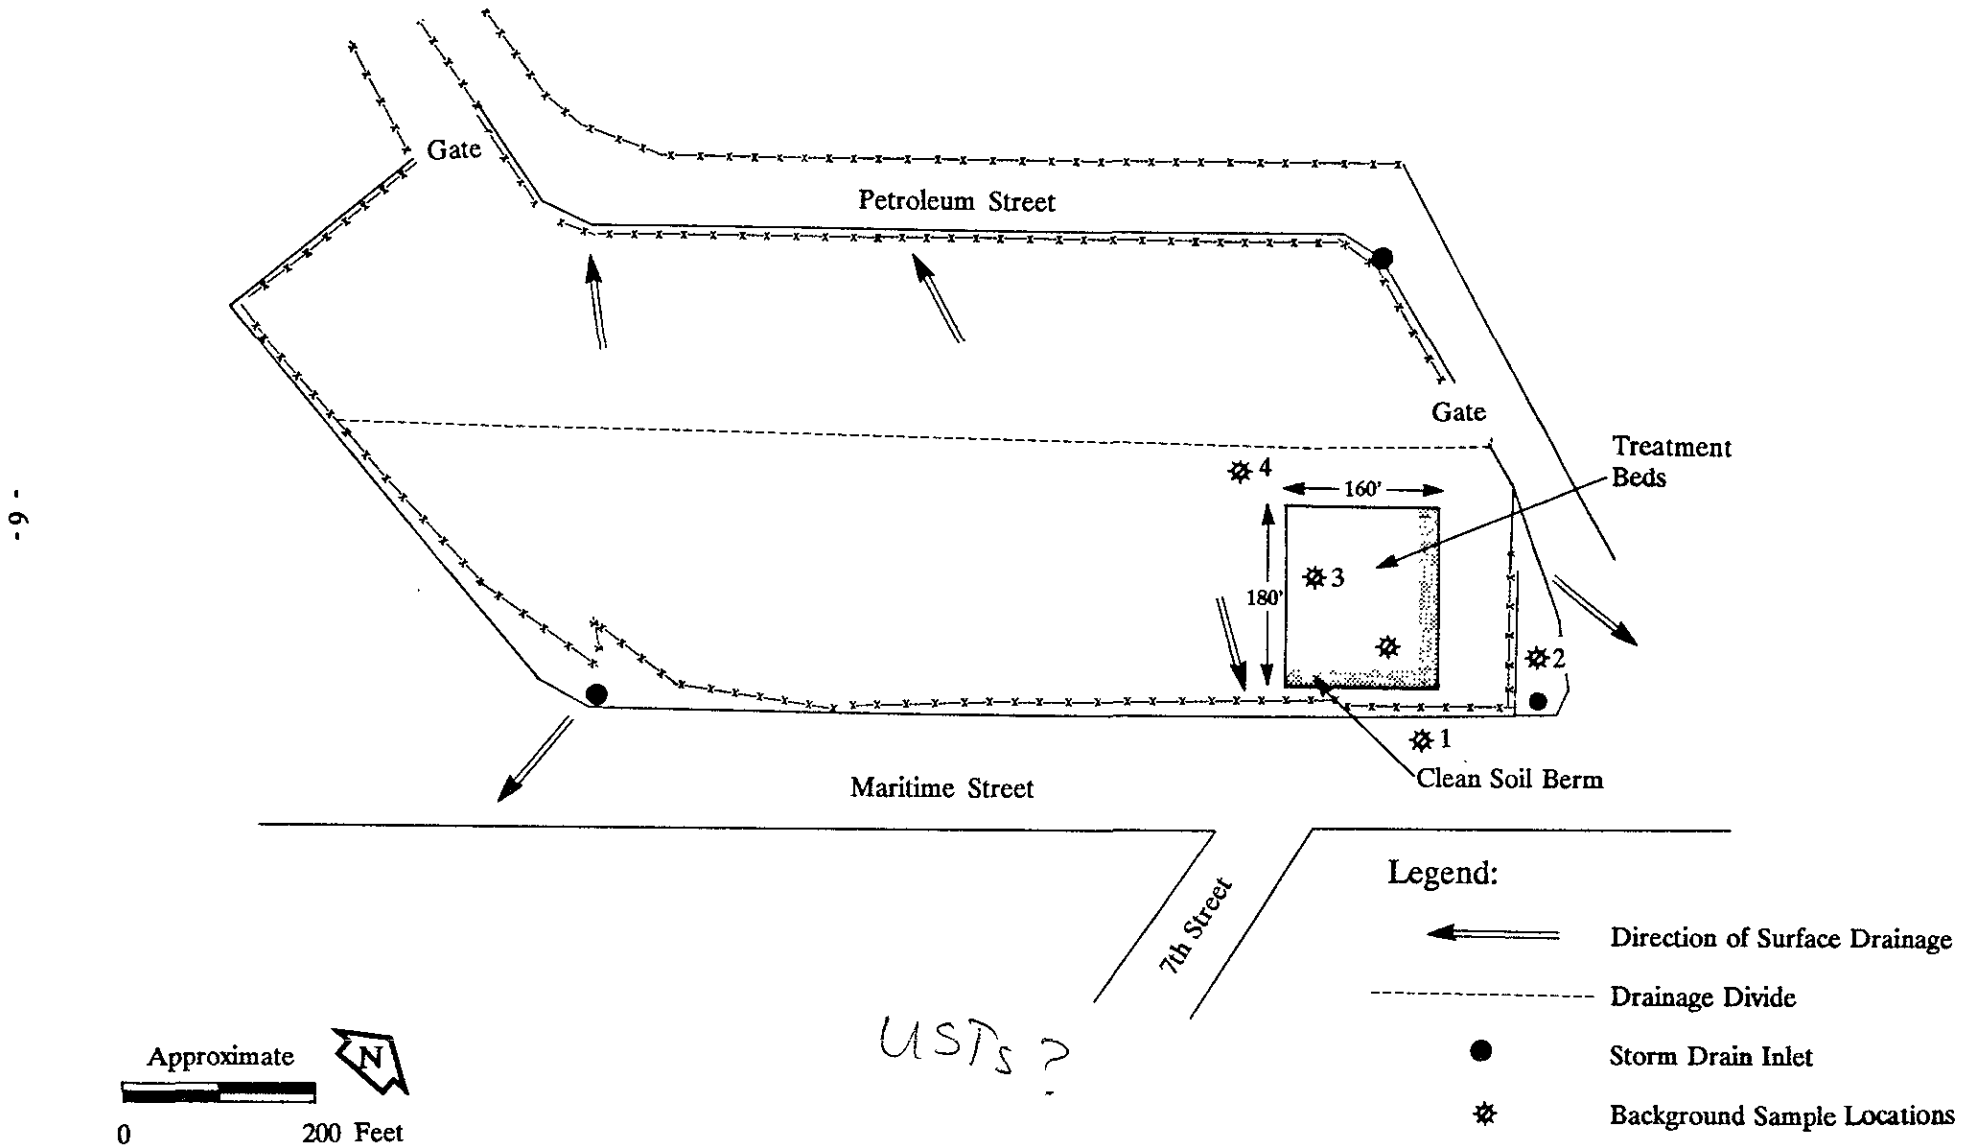 Gate
Petroleum Street
Gate
Treatment
Beds
4
160'
- 9 -
3
180'
2
1
Clean Soil Berm
Maritime Street
7th Street
Legend:
Direction of Surface Drainage
Drainage Divide
Storm Drain Inlet
Background Sample Locations
USTs ?
Approximate
N
0 200 Feet